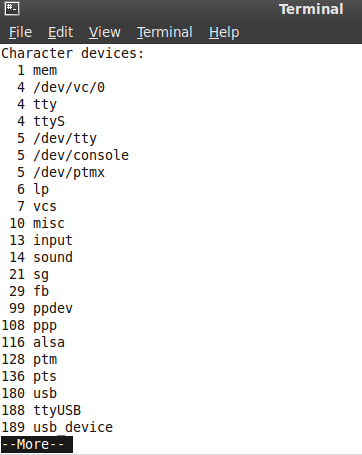 Terminal
File Edit View Terminal Help
Character devices:
  1 mem
  4 /dev/vc/0
  4 tty
  4 ttyS
  5 /dev/tty
  5 /dev/console
  5 /dev/ptmx
  6 lp
  7 vcs
 10 misc
 13 input
 14 sound
 21 sg
 29 fb
 99 ppdev
108 ppp
116 alsa
128 ptm
136 pts
180 usb
188 ttyUSB
189 usb_device
--More--